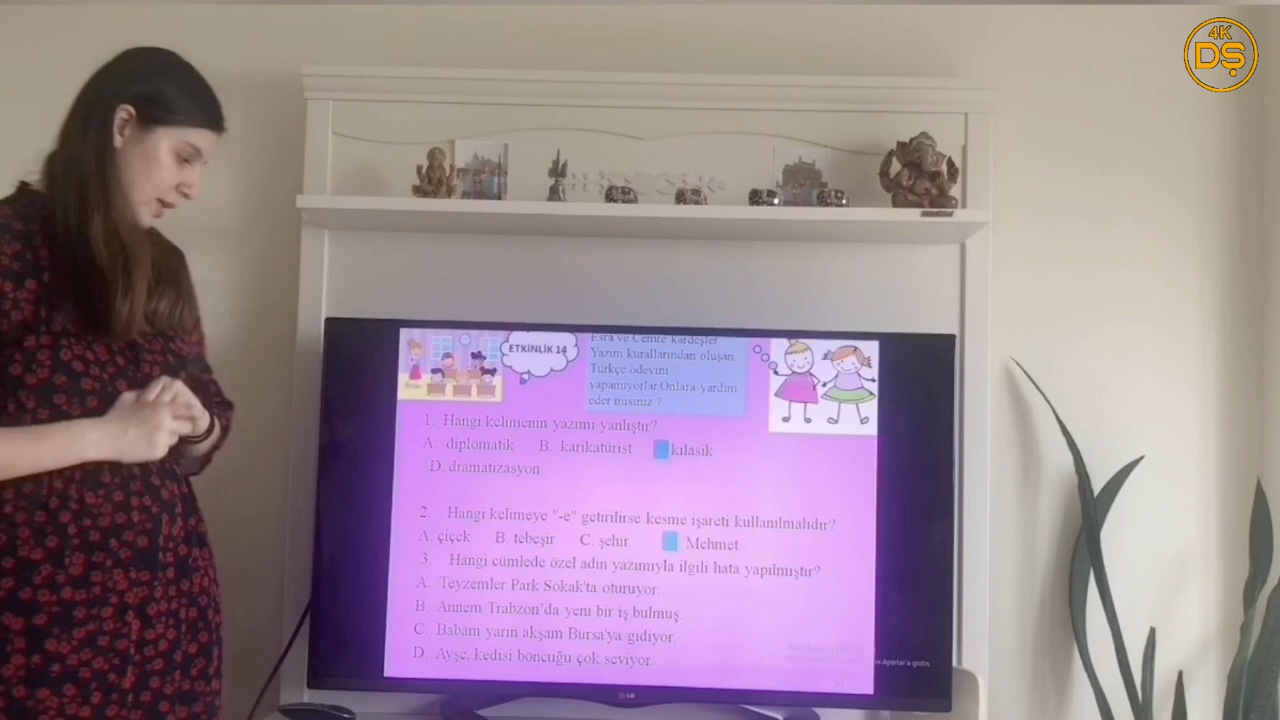 4K
DŞ
ETKİNLİK 14
Esra ve Cemre kardeşler
Yazım kurallarından oluşan
Türkçe ödevini
yapamıyorlar.Onlara yardım
eder misiniz ?
1. Hangi kelimenin yazımı yanlıştır?
A. diplomatik B. karikatürist kılasik
D. dramatizasyon
2. Hangi kelimeye "-e" getirilirse kesme işareti kullanılmalıdır?
A. çiçek B. tebeşir C. şehir Mehmet
3. Hangi cümlede özel adın yazımıyla ilgili hata yapılmıştır?
A. Teyzemler Park Sokak'ta oturuyor.
B. Annem Trabzon'da yeni bir iş bulmuş.
C. Babam yarın akşam Bursa'ya gidiyor.
D. Ayşe, kedisi boncuğu çok seviyor.
Ayarlar'a gidin.
LG